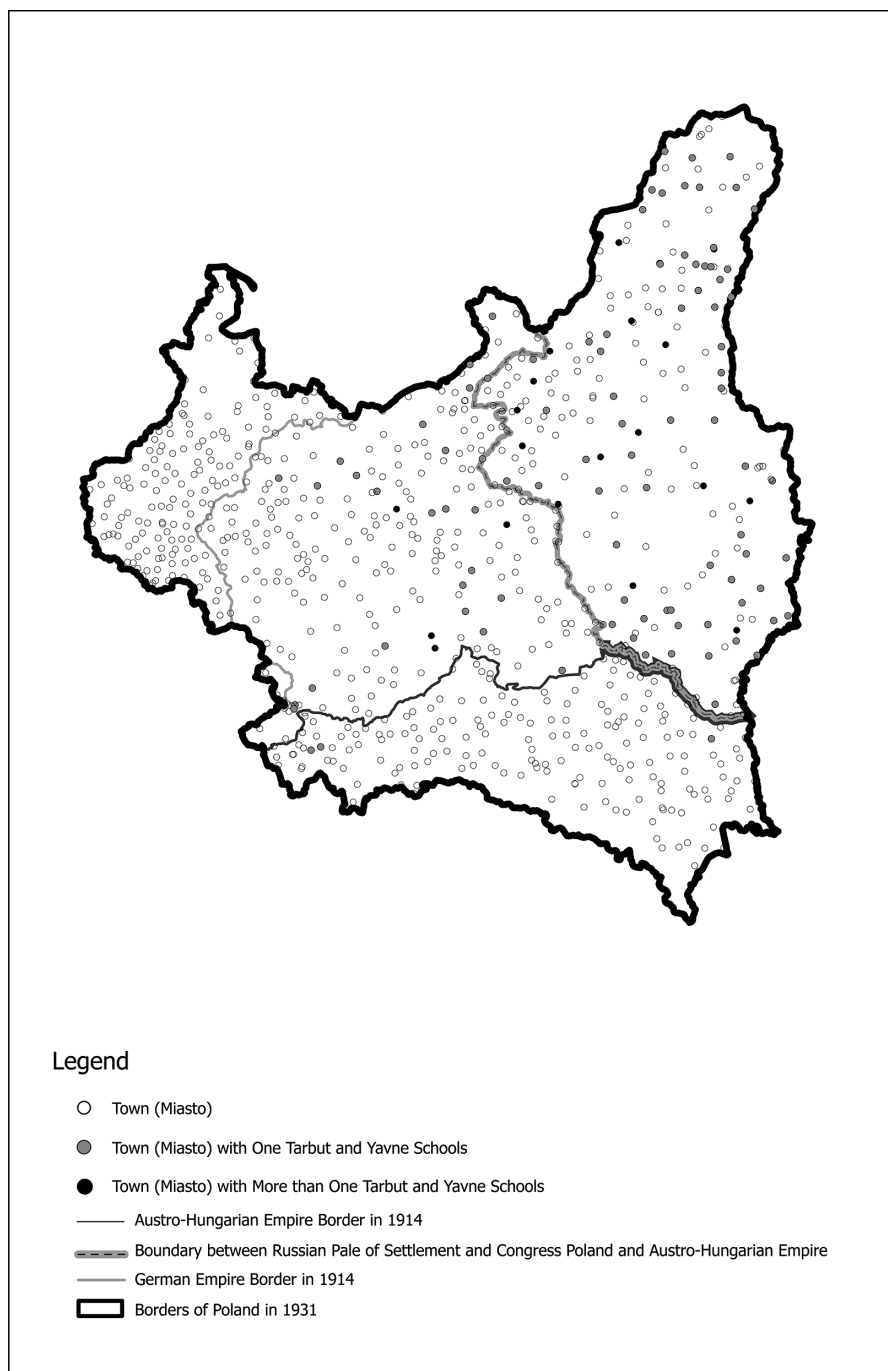 Legend
Town (Miasto)
Town (Miasto) with One Tarbut and Yavne Schools
Town (Miasto) with More than One Tarbut and Yavne Schools
Austro-Hungarian Empire Border in 1914
Boundary between Russian Pale of Settlement and Congress Poland and Austro-Hungarian Empire
German Empire Border in 1914
Borders of Poland in 1931